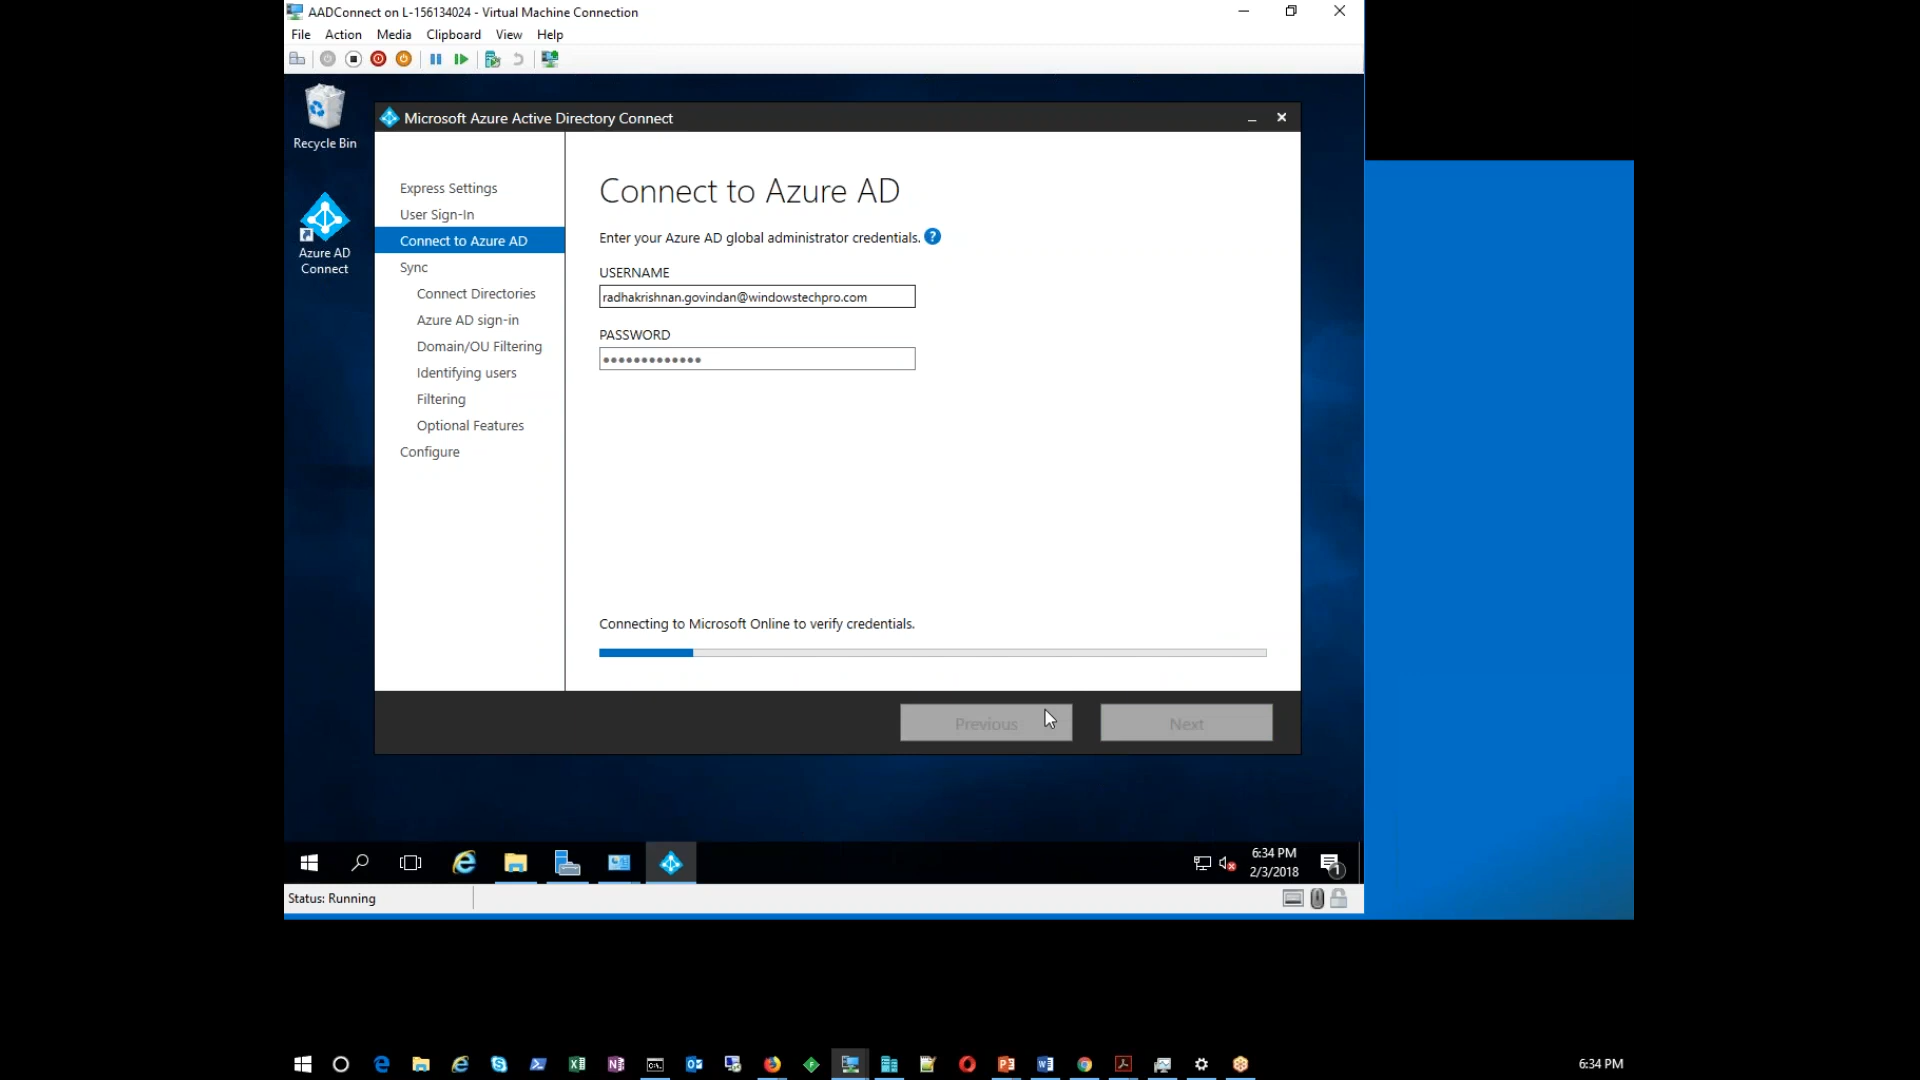 AADConnect on L-156134024 - Virtual Machine Connection
File Action Media Clipboard View Help
Recycle Bin
Azure AD
Connect
Microsoft Azure Active Directory Connect
Express Settings
User Sign-In
Connect to Azure AD
Sync
Connect Directories
Azure AD sign-in
Domain/OU Filtering
Identifying users
Filtering
Optional Features
Configure
Connect to Azure AD
Enter your Azure AD global administrator credentials. ?
USERNAME
radhakrishnan.govindan@windowstechpro.com
PASSWORD
•••••••••••••
Connecting to Microsoft Online to verify credentials.
Previous
Next
6:34 PM
2/3/2018
1
Status: Running
6:34 PM